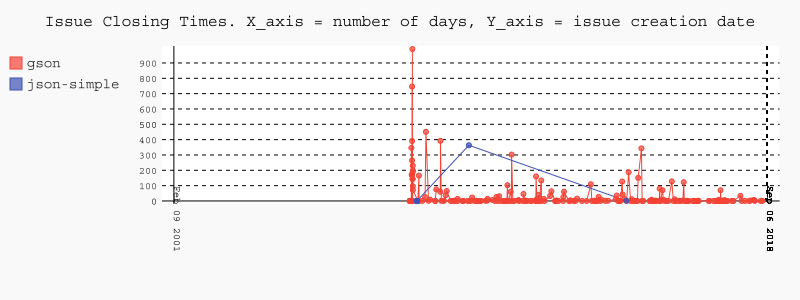 Issue Closing Times. X_axis = number of days, Y_axis = issue creation date
gson
json-simple
900
800
700
600
500
400
300
200
100
0
Feb 09 2001
Sep 06 2018